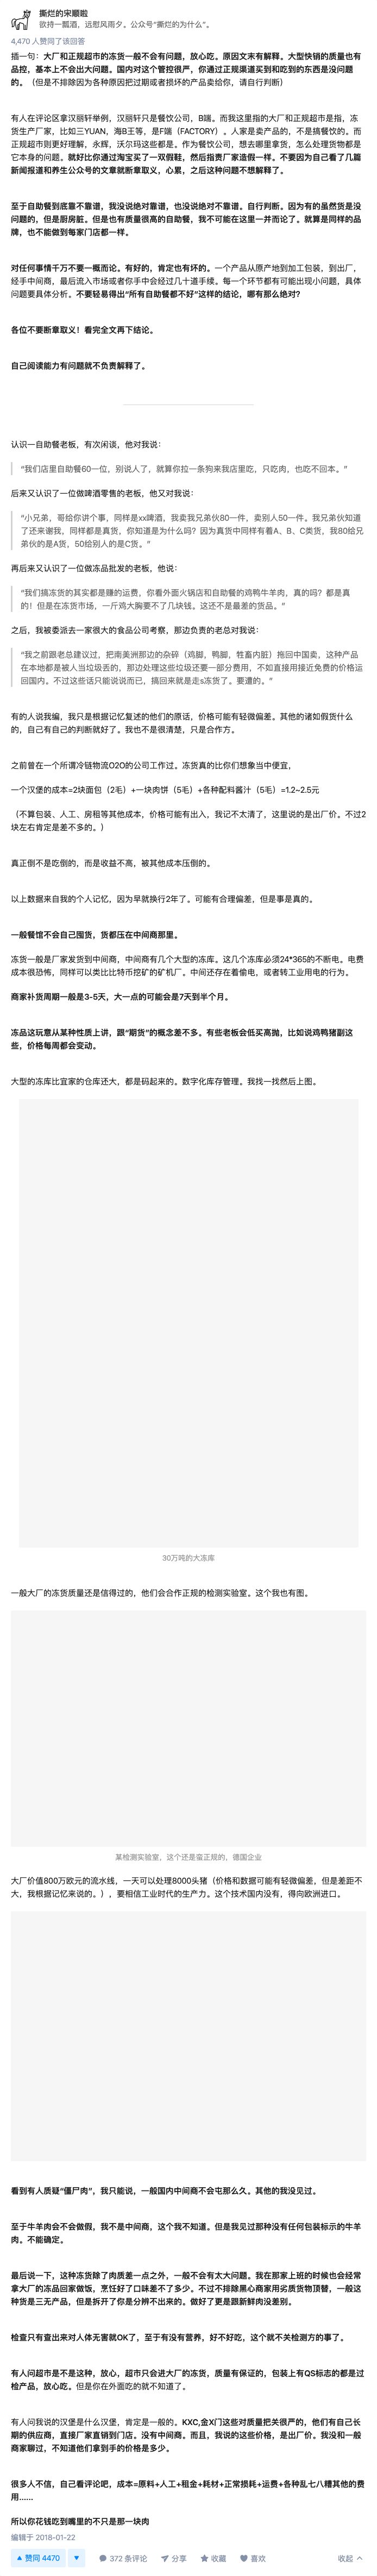 撕烂的宋顺啦
欲持一瓢酒，远慰风雨夕。公众号“撕烂的为什么”。
4,470 人赞同了该回答
插一句：大厂和正规超市的冻货一般不会有问题，放心吃。原因文末有解释。大型快销的质量也有
品控，基本上不会出大问题。国内对这个管控很严，你通过正规渠道买到和吃到的东西是没问题
的。（但是不排除因为各种原因把过期或者损坏的产品卖给你，请自行判断）
有人在评论区拿汉丽轩举例，汉丽轩只是餐饮公司，B端。而我这里指的大厂和正规超市是指，冻
货生产厂家，比如三YUAN，海B王等，是F端（FACTORY）。人家是卖产品的，不是搞餐饮的。而
正规超市则更好理解，永辉，沃尔玛这些都是。作为餐饮公司，想去哪里拿货，怎么处理货物都是
它本身的问题。就好比你通过淘宝买了一双假鞋，然后指责厂家造假一样。不要因为自己看了几篇
新闻报道和养生公众号的文章就断章取义，心累，之后这种问题不想解释了。
至于自助餐到底靠不靠谱，我没说绝对靠谱，也没说绝对不靠谱。自行判断。因为有的虽然货是没
问题的，但是厨房脏。但是也有质量很高的自助餐，我不可能在这里一并而论了。就算是同样的品
牌，也不能做到每家门店都一样。
对任何事情千万不要一概而论。有好的，肯定也有坏的。一个产品从原产地到加工包装，到出厂，
经手中间商，最后流入市场或者你手中会经过几十道手续。每一个环节都有可能出现小问题，具体
问题要具体分析。不要轻易得出“所有自助餐都不好”这样的结论，哪有那么绝对？
各位不要断章取义！看完全文再下结论。
自己阅读能力有问题就不负责解释了。
认识一自助餐老板，有次闲谈，他对我说：
“我们店里自助餐60一位，别说人了，就算你拉一条狗来我店里吃，只吃肉，也吃不回本。”
后来又认识了一位做啤酒零售的老板，他又对我说：
“小兄弟，哥给你讲个事，同样是xx啤酒，我卖我兄弟伙80一件，卖别人50一件。我兄弟伙知道
了还来谢我，同样都是真货，你知道是为什么吗？因为真货中同样有着A、B、C类货，我80给兄
弟伙的是A货，50给别人的是C货。”
再后来又认识了一位做冻品批发的老板，他说：
“我们搞冻货的其实都是赚的运费，你看外面火锅店和自助餐的鸡鸭牛羊肉，真的吗？都是真
的！但是在冻货市场，一斤鸡大胸要不了几块钱。这还不是最差的货品。”
之后，我被委派去一家很大的食品公司考察，那边负责的老总对我说：
“我之前跟老总建议过，把南美洲那边的杂碎（鸡脚，鸭脚，牲畜内脏）拖回中国卖，这种产品
在本地都是被人当垃圾丢的，那边处理这些垃圾还要一部分费用，不如直接用接近免费的价格运
回国内。不过这些话只能说说而已，搞回来就是走s冻货了。要遭的。”
有的人说我编，我只是根据记忆复述的他们的原话，价格可能有轻微偏差。其他的诸如假货什么
的，自己有自己的判断就好了。我也不是很清楚，只是合作方。
之前曾在一个所谓冷链物流O2O的公司工作过。冻货真的比你们想象当中便宜，
一个汉堡的成本=2块面包（2毛）+一块肉饼（5毛）+各种配料酱汁（5毛）=1.2~2.5元
（不算包装、人工、房租等其他成本，价格可能有出入，我记不太清了，这里说的是出厂价。不过2
块左右肯定是差不多的。）
真正倒不是吃倒的，而是收益不高，被其他成本压倒的。
以上数据来自我的个人记忆，因为早就换行2年了。可能有合理偏差，但是事是真的。
一般餐馆不会自己囤货，货都压在中间商那里。
冻货一般是厂家发货到中间商，中间商有几个大型的冻库。这几个冻库必须24*365的不断电。电费
成本很恐怖，同样可以类比比特币挖矿的矿机厂。中间还存在着偷电，或者转工业用电的行为。
商家补货周期一般是3-5天，大一点的可能会是7天到半个月。
冻品这玩意从某种性质上讲，跟“期货”的概念差不多。有些老板会低买高抛，比如说鸡鸭猪副这
些，价格每周都会变动。
大型的冻库比宜家的仓库还大，都是码起来的。数字化库存管理。我找一找然后上图。
30万吨的大冻库
一般大厂的冻货质量还是信得过的，他们会合作正规的检测实验室。这个我也有图。
某检测实验室，这个还是蛮正规的，德国企业
大厂价值800万欧元的流水线，一天可以处理8000头猪（价格和数据可能有轻微偏差，但是差距不
大，我根据记忆来说的。），要相信工业时代的生产力。这个技术国内没有，得向欧洲进口。
看到有人质疑“僵尸肉”，我只能说，一般国内中间商不会屯那么久。其他的我没见过。
至于牛羊肉会不会做假，我不是中间商，这个我不知道。但是我见过那种没有任何包装标示的牛羊
肉。不能确定。
最后说一下，这种冻货除了肉质差一点之外，一般不会有太大问题。我在那家上班的时候也会经常
拿大厂的冻品回家做饭，烹饪好了口味差不了多少。不过不排除黑心商家用劣质货物顶替，一般这
种货是三无产品，但是拆开了你是分辨不出来的。做好了更是跟新鲜肉没差别。
检查只有查出来对人体无害就OK了，至于有没有营养，好不好吃，这个就不关检测方的事了。
有人问超市是不是这种，放心，超市只会进大厂的冻货，质量有保证的，包装上有QS标志的都是过
检产品，放心吃。但是你在外面吃的就不知道了。
有人问我说的汉堡是什么汉堡，肯定是一般的。KXC,金X门这些对质量把关很严的，他们有自己长
期的供应商，直接厂家直销到门店。没有中间商。而且，我说的这些价格，是出厂价。我没和一般
商家聊过，不知道他们拿到手的价格是多少。
很多人不信，自己看评论吧，成本=原料+人工+租金+耗材+正常损耗+运费+各种乱七八糟其他的费
用......
所以你花钱吃到嘴里的不只是那一块肉
编辑于 2018-01-22
赞同 4470 372 条评论 分享 收藏 喜欢 收起